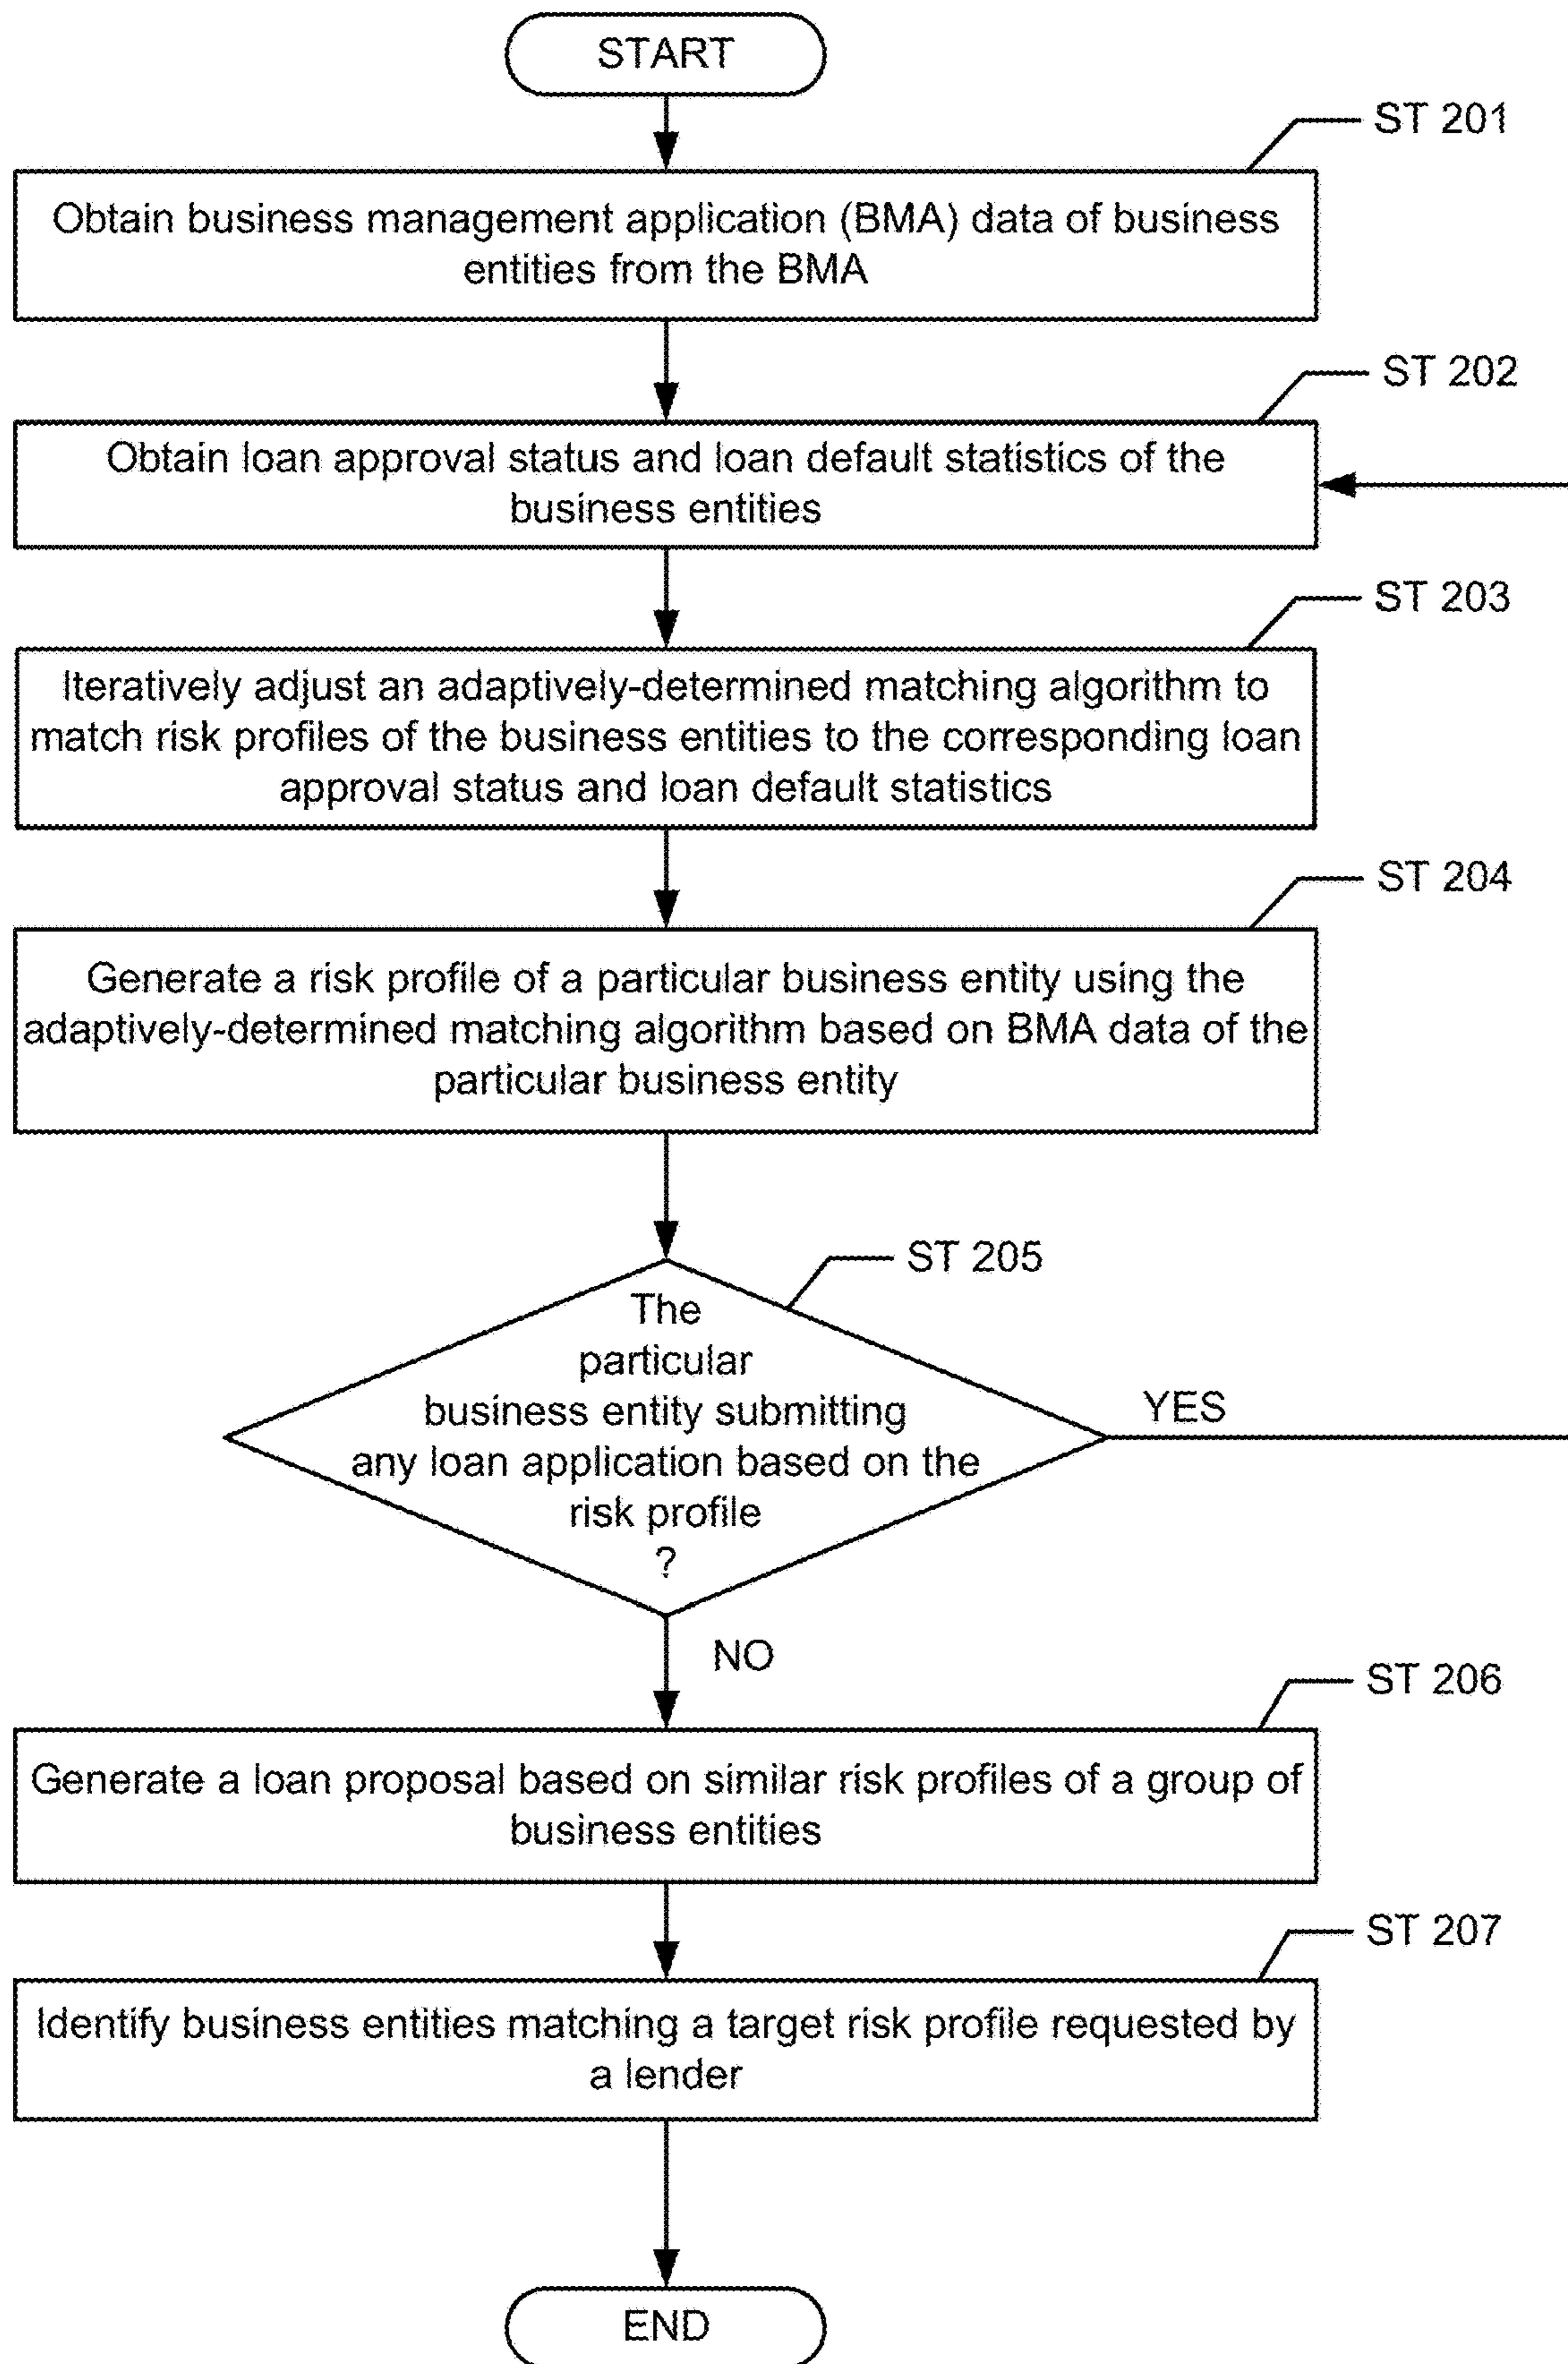 START
ST 201
Obtain business management application (BMA) data of business
entities from the BMA
ST 202
Obtain loan approval status and loan default statistics of the
business entities
ST 203
Iteratively adjust an adaptively-determined matching algorithm to
match risk profiles of the business entities to the corresponding loan
approval status and loan default statistics
ST 204
Generate a risk profile of a particular business entity using the
adaptively-determined matching algorithm based on BMA data of the
particular business entity
ST 205
The
particular
business entity submitting
any loan application based on the
risk profile
?
YES
NO
ST 206
Generate a loan proposal based on similar risk profiles of a group of
business entities
ST 207
Identify business entities matching a target risk profile requested by
a lender
END